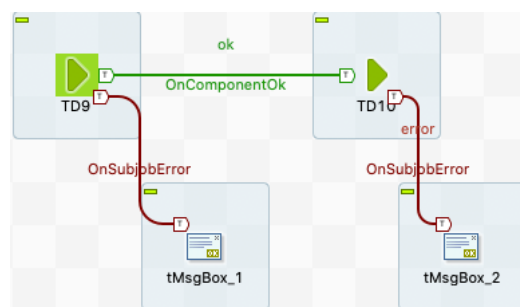 ok
T
T
OnComponentOk
TD9
T
TD10
T
error
OnSubjobError
OnSubjobError
T
T
tMsgBox_1
tMsgBox_2